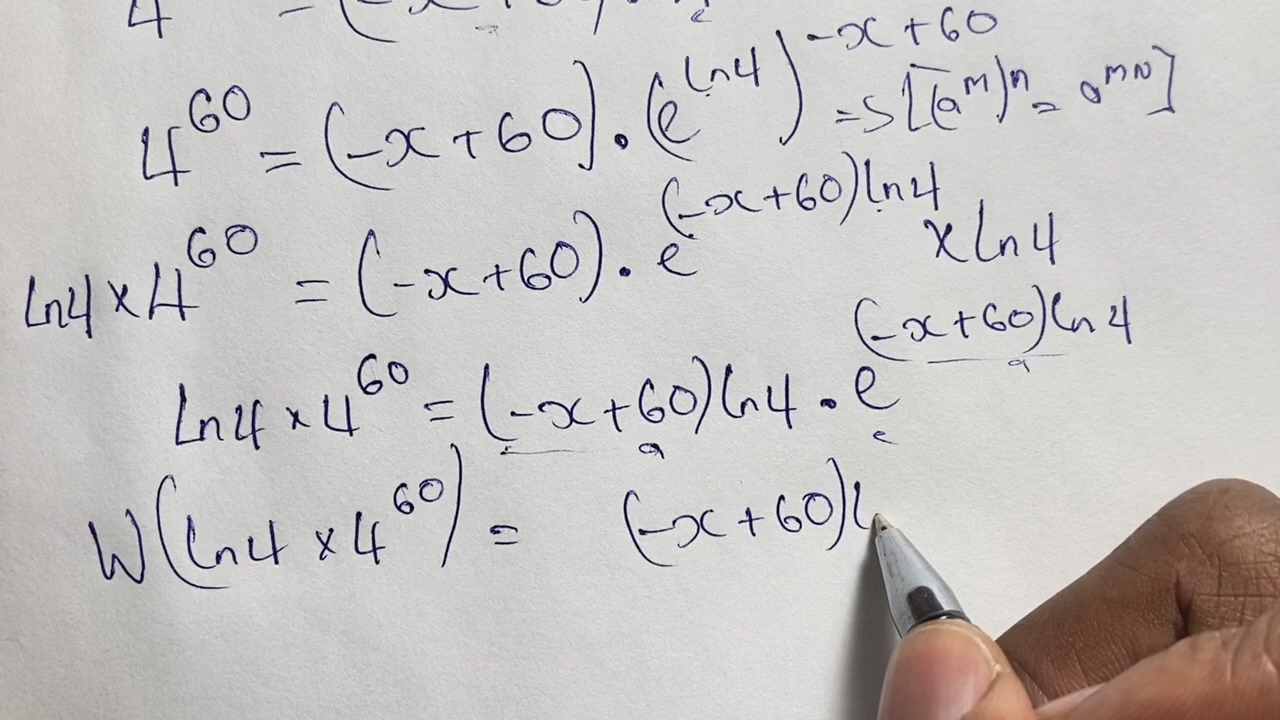 4^60 = (-x+60).(e^ln4)^-x+60 => [(a^m)^n = a^mn]
ln4×4^60 = (-x+60).e^(-x+60)ln4 ×ln4
ln4×4^60 = (-x+60)ln4.e^(-x+60)ln4
a e a
W(ln4×4^60) = (-x+60)l